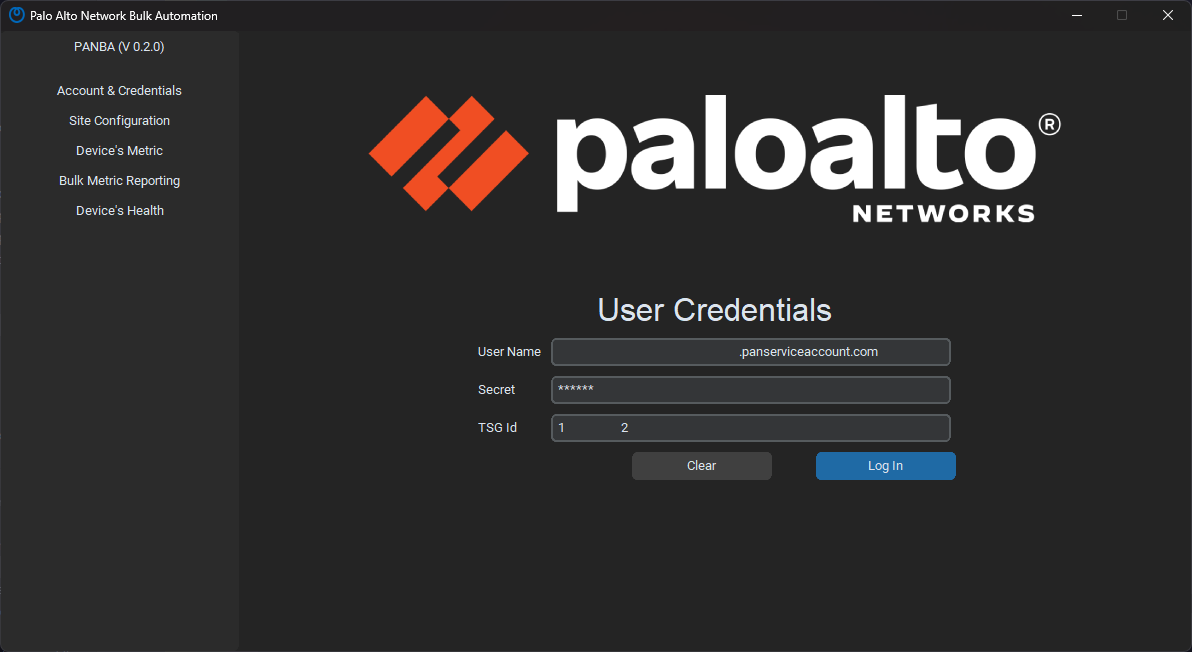 Palo Alto Network Bulk Automation
PANBA (V 0.2.0)
Account & Credentials
Site Configuration
Device's Metric
Bulk Metric Reporting
Device's Health
paloalto®
NETWORKS
User Credentials
User Name .panserviceaccount.com
Secret ******
TSG Id 1 2
Clear Log In